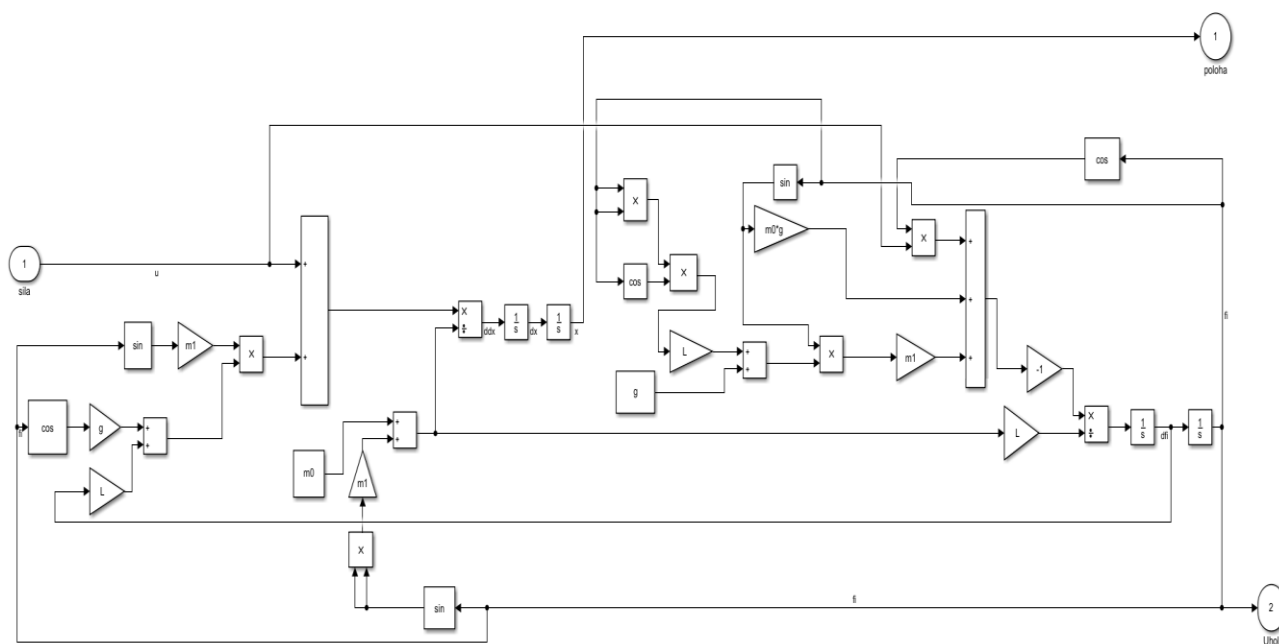 1
poloha
cos
sin
X
m0*g
X
+
1
u
sila
+
cos
X
+
fi
X
÷
ddx
1
s
dx
1
s
x
sin
m1
X
+
L
+
+
X
m1
+
-1
g
cos
g
+
+
+
+
L
X
÷
1
s
dfi
1
s
L
m0
m1
X
sin
fi
2
Uhol